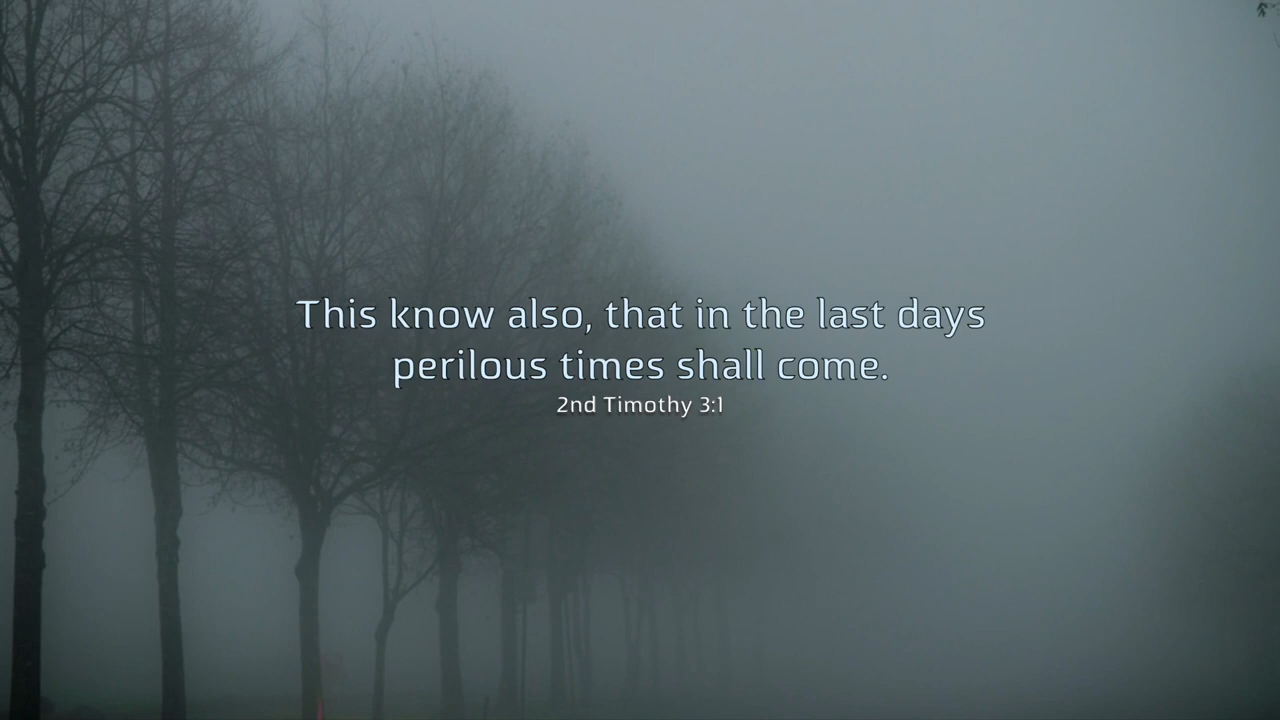 This know also, that in the last days
perilous times shall come.
2nd Timothy 3:1